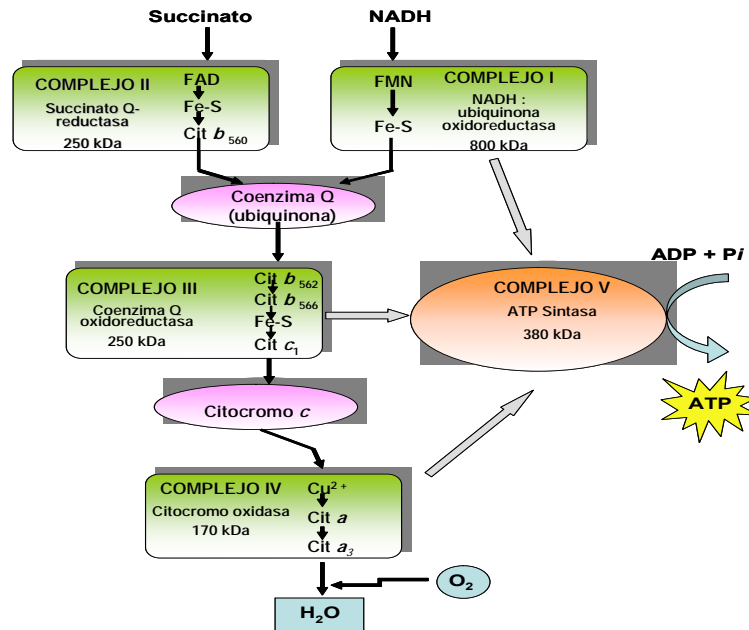 Succinato
NADH
COMPLEJO II
Succinato Q-
reductasa
250 kDa
FAD
Fe-S
Cit b 560
FMN
Fe-S
COMPLEJO I
NADH :
ubiquinona
oxidoreductasa
800 kDa
Coenzima Q
(ubiquinona)
COMPLEJO III
Coenzima Q
oxidoreductasa
250 kDa
Cit b 562
Cit b 566
Fe-S
Cit c1
ADP + Pi
COMPLEJO V
ATP Sintasa
380 kDa
ATP
Citocromo c
COMPLEJO IV
Citocromo oxidasa
170 kDa
Cu2+
Cit a
Cit a3
O2
H2O